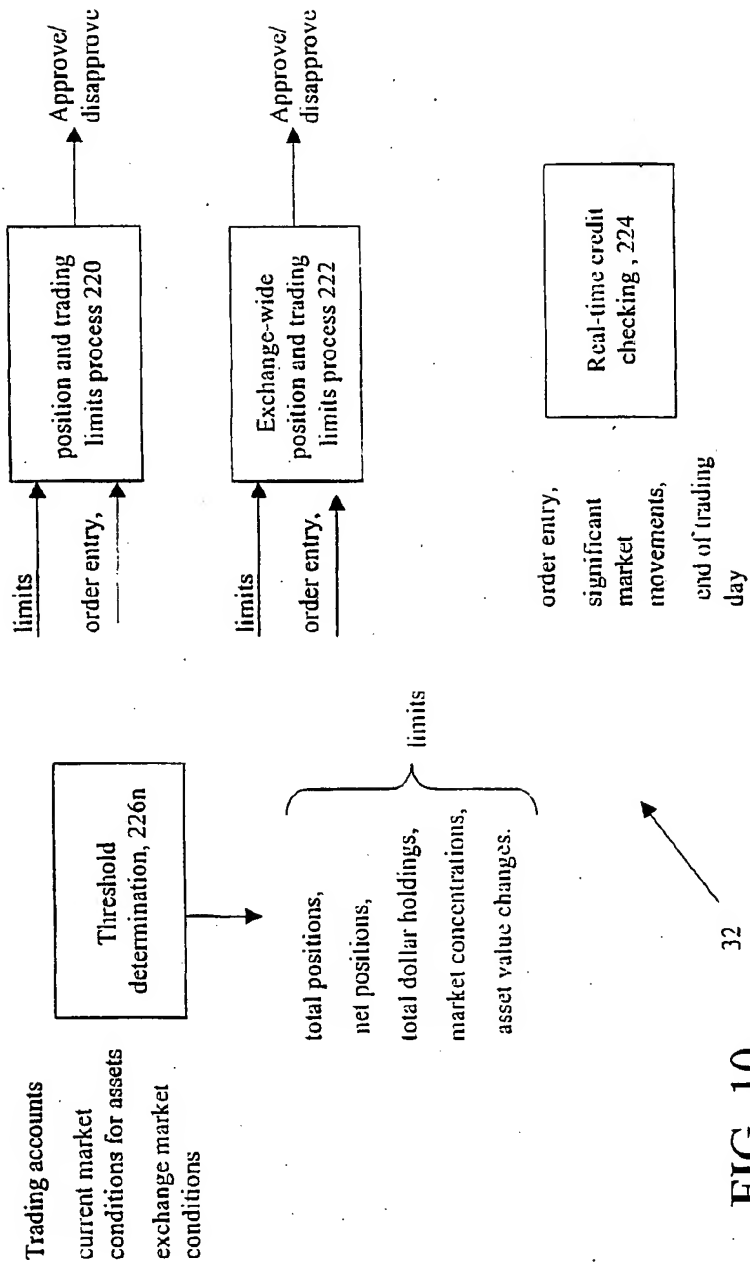 Trading accounts
current market
conditions for assets
exchange market
conditions
Threshold
determination, 226n
total positions,
net positions,
total dollar holdings,
market concentrations,
asset value changes.
limits
limits
order entry,
position and trading
limits process 220
Approve/
disapprove
limits
order entry,
Exchange-wide
position and trading
limits process 222
Approve/
disapprove
order entry,
significant
market
movements,
end of trading
day
Real-time credit
checking , 224
32
FIG. 10